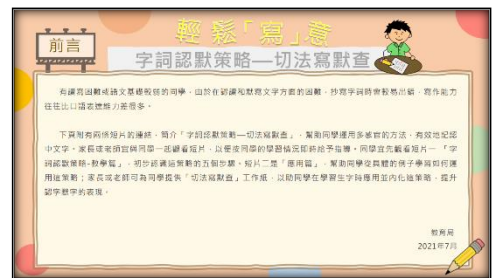 前言
輕鬆「寫」意
字詞認默策略—切法寫默查
有讀寫困難或語文基礎較弱的同學，由於在認讀和默寫文字方面的困難，抄寫字詞時會較易出錯，寫作能力
往往比口語表達能力差很多。
下頁附有兩條短片的連結，簡介「字詞認默策略—切法寫默查」，幫助同學運用多感官的方法，有效地記認
中文字。家長或老師宜與同學一起觀看短片，以便按同學的學習情況即時給予指導。同學宜先觀看短片一「字
詞認默策略-教學篇」，初步認識這策略的五個步驟。短片二是「應用篇」，幫助同學從具體的例子學習如何運
用這策略；家長或老師可為同學提供「切法寫默查」工作紙，以助同學在學習生字時應用並內化這策略，提升
認字默字的表現。
教育局
2021年7月